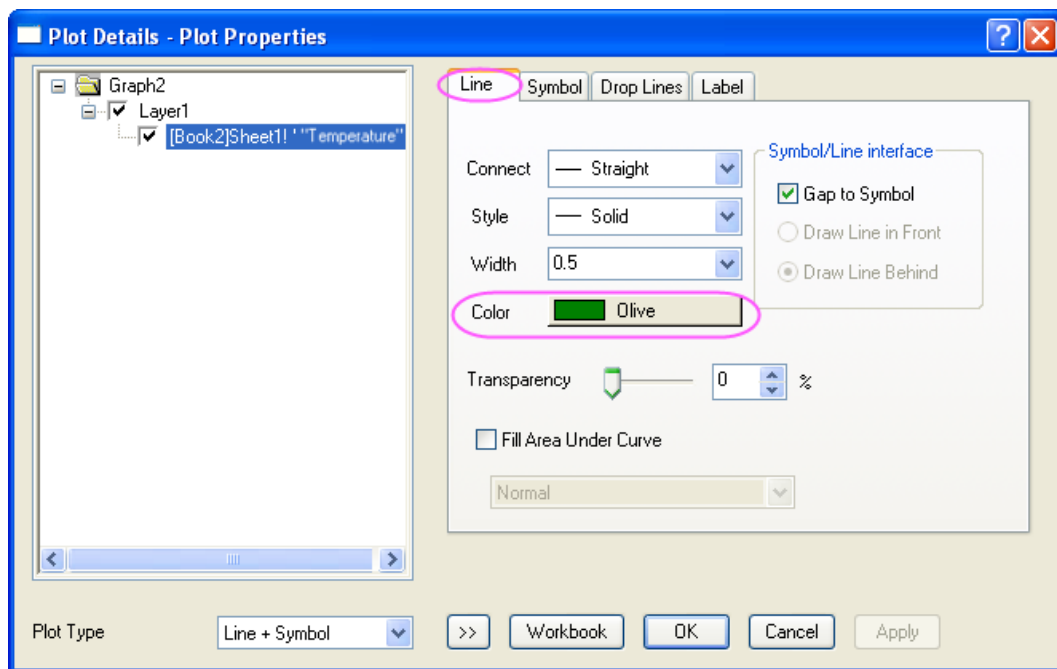 Plot Details - Plot Properties
Graph2
Layer1
[Book2]Sheet1! ' "Temperature"
Line
Symbol
Drop Lines
Label
Connect
Straight
Symbol/Line interface
Gap to Symbol
Style
Solid
Draw Line in Front
Width
0.5
Draw Line Behind
Color
Olive
Transparency
0
%
Fill Area Under Curve
Normal
Plot Type
Line + Symbol
>>
Workbook
OK
Cancel
Apply